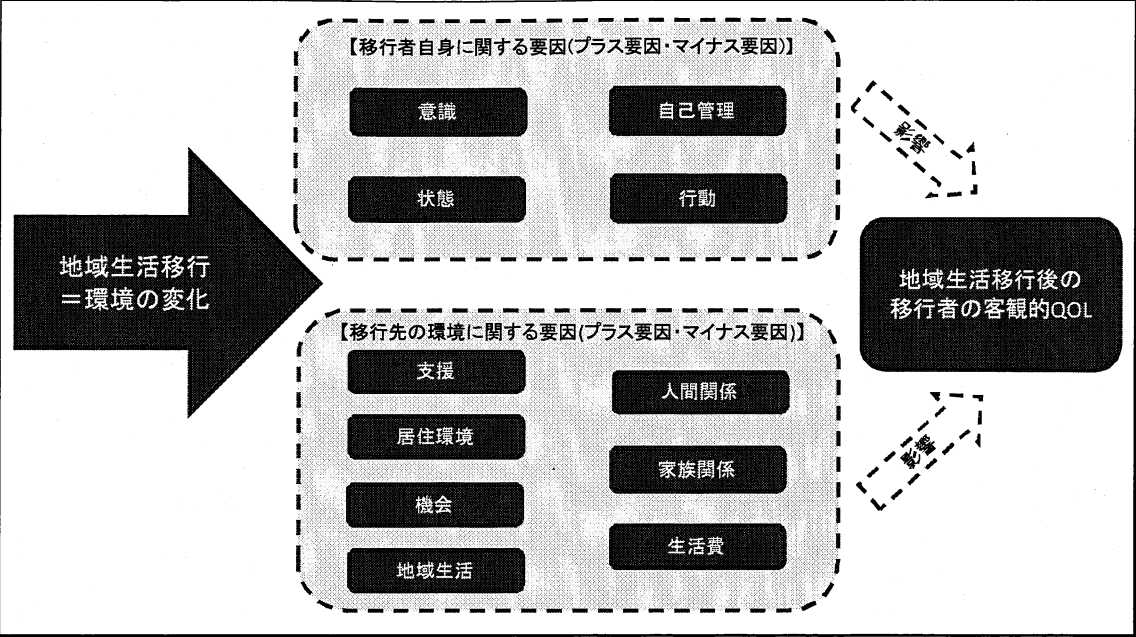 地域生活移行
＝環境の変化
【移行者自身に関する要因(プラス要因・マイナス要因)】
意識
自己管理
状態
行動
【移行先の環境に関する要因(プラス要因・マイナス要因)】
支援
人間関係
居住環境
家族関係
機会
生活費
地域生活
影響
影響
地域生活移行後の
移行者の客観的QOL